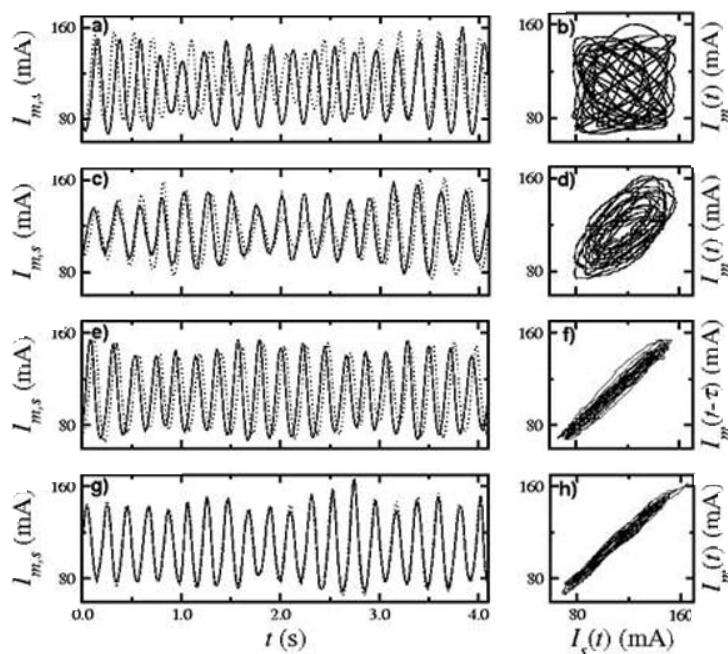 a)
160
80
I_{m,s} (mA)
b)
160
80
I_m(t) (mA)
c)
160
80
I_{m,s} (mA)
d)
160
80
I_m(t) (mA)
e)
160
80
I_{m,s} (mA)
f)
160
80
I_m(t-τ) (mA)
g)
160
80
I_{m,s} (mA)
h)
160
80
I_m(t) (mA)
0.0 1.0 2.0 3.0 4.0
80 160
t (s)
I_s(t) (mA)